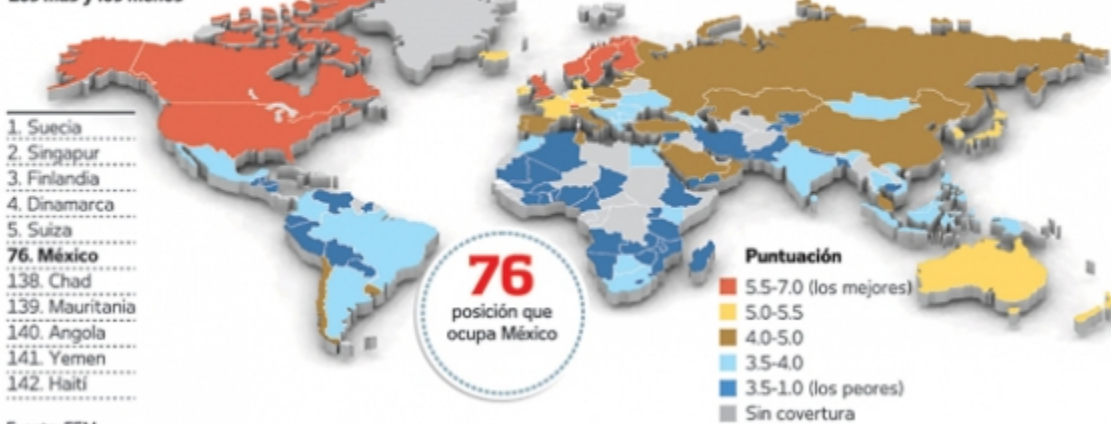 1. Suecia
2. Singapur
3. Finlandia
4. Dinamarca
5. Suiza
76. México
138. Chad
139. Mauritania
140. Angola
141. Yemen
142. Haití
76
posición que
ocupa México
Puntuación
5.5-7.0 (los mejores)
5.0-5.5
4.0-5.0
3.5-4.0
3.5-1.0 (los peores)
Sin covertura